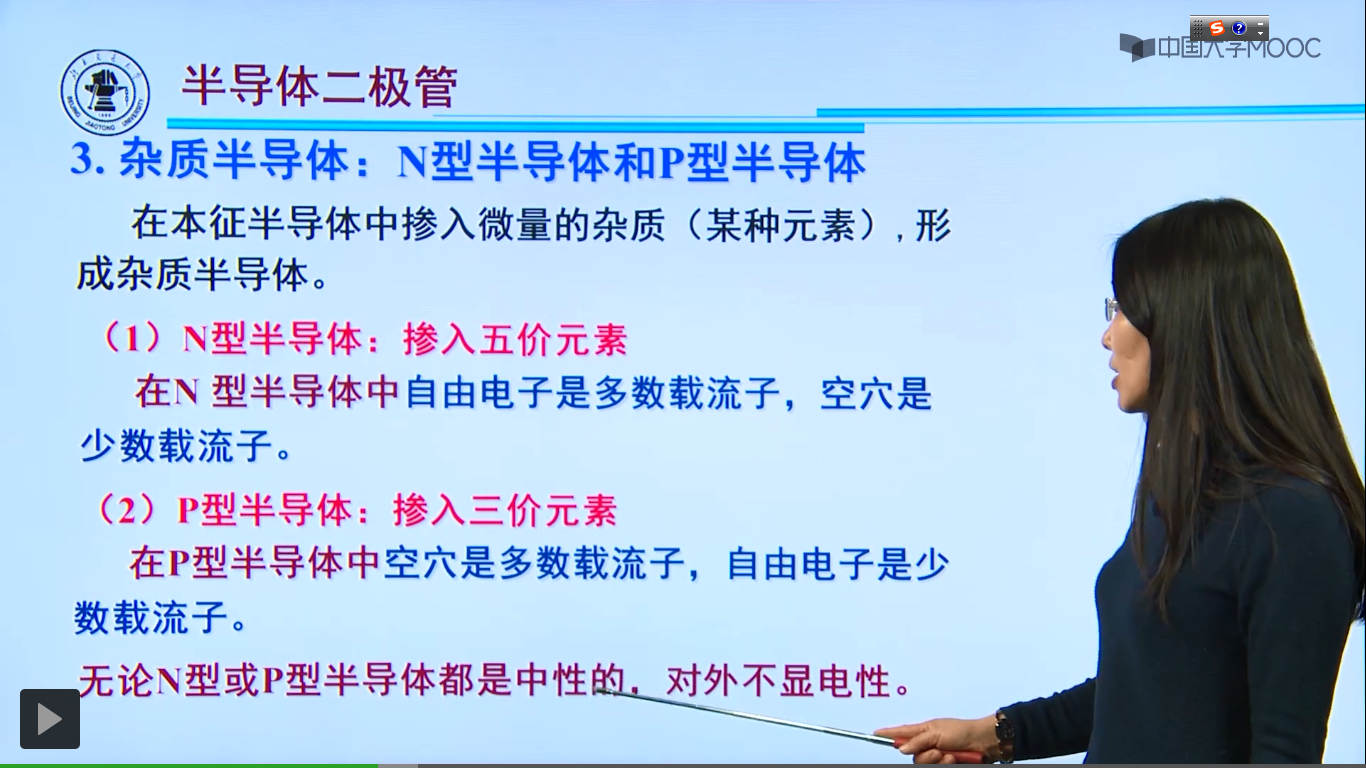 中国大学MOOC
半导体二极管
BEIJING JIAOTONG UNIVERSITY
3. 杂质半导体：N型半导体和P型半导体
在本征半导体中掺入微量的杂质（某种元素）, 形
成杂质半导体。
（1）N型半导体：掺入五价元素
在N 型半导体中自由电子是多数载流子，空穴是
少数载流子。
（2）P型半导体：掺入三价元素
在P型半导体中空穴是多数载流子，自由电子是少
数载流子。
无论N型或P型半导体都是中性的，对外不显电性。